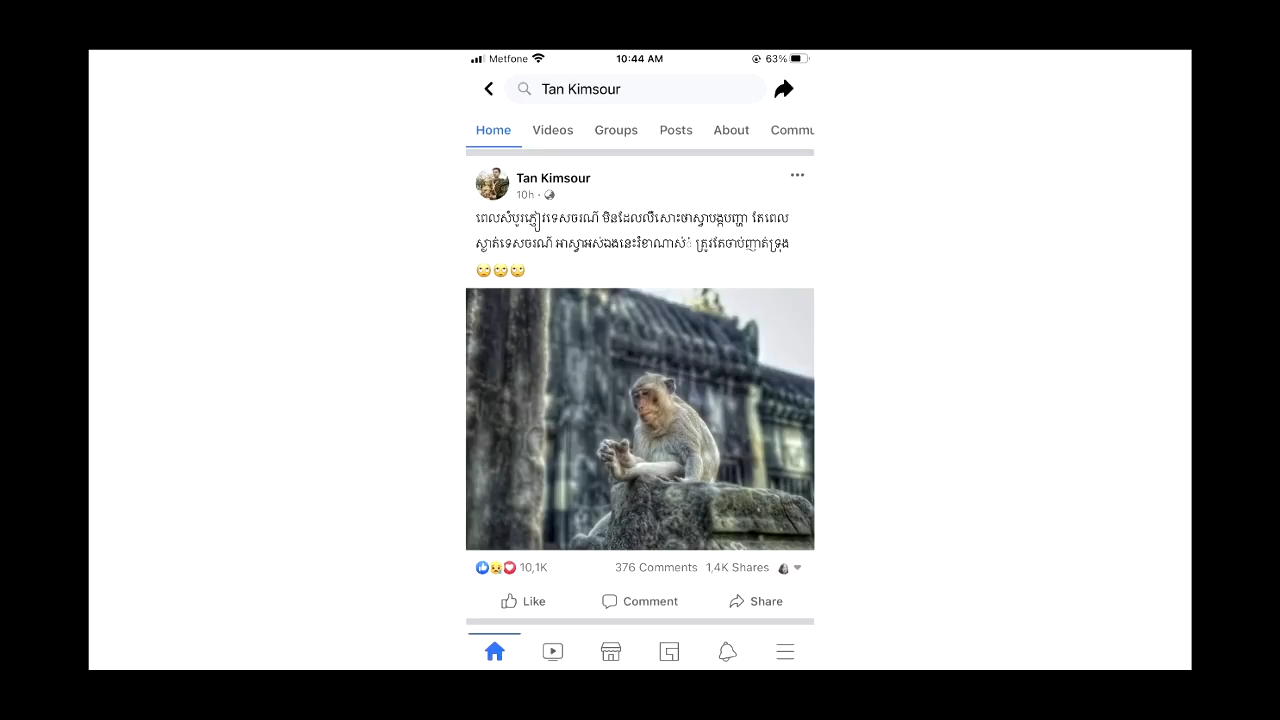 Metfone
10:44 AM
63%
Tan Kimsour
Home Videos Groups Posts About Commu
Tan Kimsour
10h ·
ពេលសំបូរភ្ញៀវទេសចរណ៍ មិនដែលលឺសោះថាស្វាបង្កបញ្ហា តែពេល
ស្ងាត់ទេសចរណ៍ អាស្វាអស់ឯងនេះរំខាណាស់ំ ត្រូវតែចាប់ញាត់ទ្រុង
🙄🙄🙄
10,1K
376 Comments 1,4K Shares
Like Comment Share